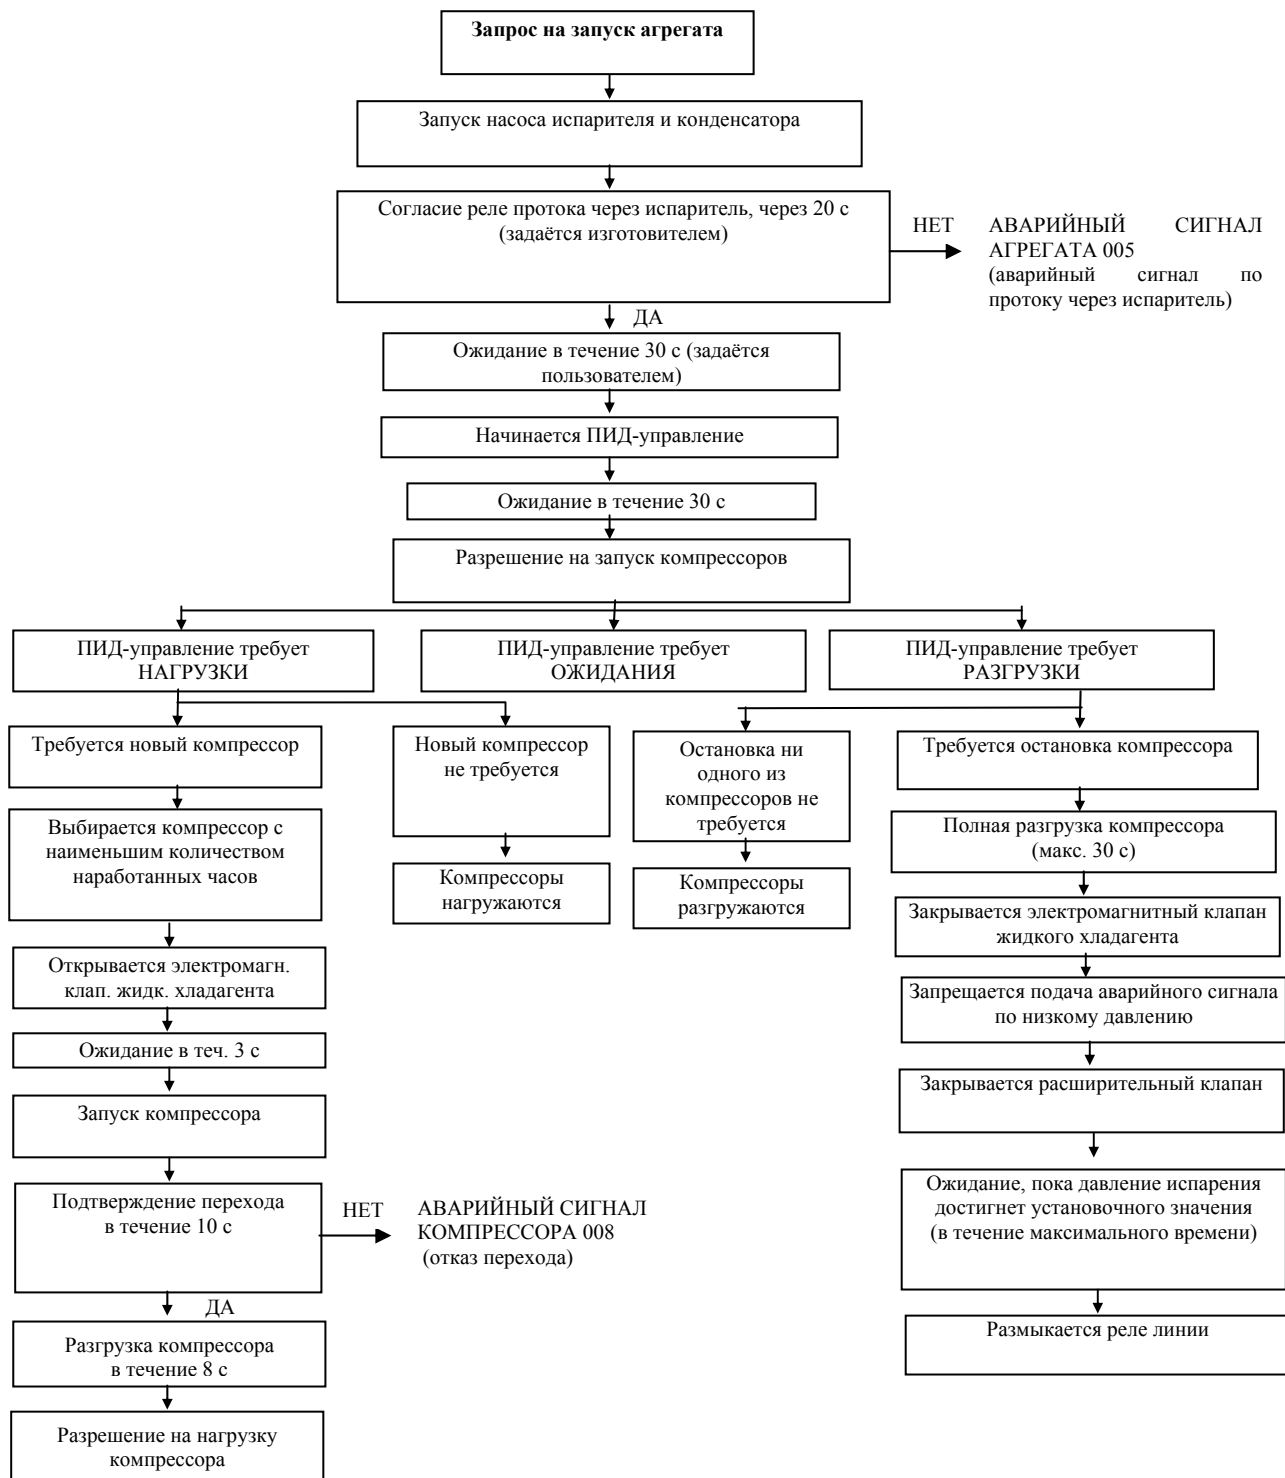 Запрос на запуск агрегата
Запуск насоса испарителя и конденсатора
Согласие реле протока через испаритель, через 20 с
(задаётся изготовителем)
НЕТ
АВАРИЙНЫЙ СИГНАЛ
АГРЕГАТА 005
(аварийный сигнал по
протоку через испаритель)
ДА
Ожидание в течение 30 с (задаётся
пользователем)
Начинается ПИД-управление
Ожидание в течение 30 с
Разрешение на запуск компрессоров
ПИД-управление требует
НАГРУЗКИ
ПИД-управление требует
ОЖИДАНИЯ
ПИД-управление требует
РАЗГРУЗКИ
Требуется новый компрессор
Новый компрессор
не требуется
Остановка ни
одного из
компрессоров не
требуется
Требуется остановка компрессора
Выбирается компрессор с
наименьшим количеством
наработанных часов
Компрессоры
нагружаются
Компрессоры
разгружаются
Полная разгрузка компрессора
(макс. 30 с)
Закрывается электромагнитный клапан
жидкого хладагента
Открывается электромагн.
клап. жидк. хладагента
Запрещается подача аварийного сигнала
по низкому давлению
Ожидание в теч. 3 с
Закрывается расширительный клапан
Запуск компрессора
Ожидание, пока давление испарения
достигнет установочного значения
(в течение максимального времени)
Подтверждение перехода
в течение 10 с
НЕТ
АВАРИЙНЫЙ СИГНАЛ
КОМПРЕССОРА 008
(отказ перехода)
ДА
Размыкается реле линии
Разгрузка компрессора
в течение 8 с
Разрешение на нагрузку
компрессора